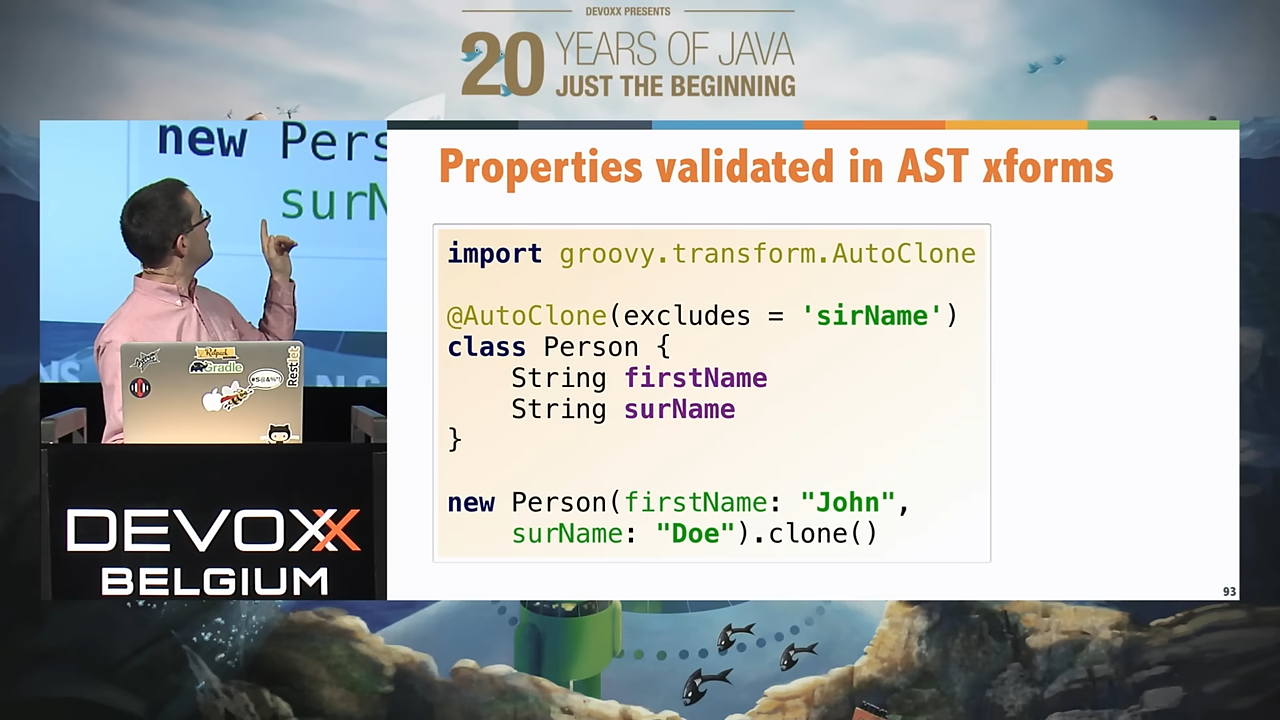 DEVOXX PRESENTS
20 YEARS OF JAVA
JUST THE BEGINNING
new Pers
surN
Gradle
Restlet
DEVOXX
BELGIUM
Properties validated in AST xforms
import groovy.transform.AutoClone
@AutoClone(excludes = 'sirName')
class Person {
String firstName
String surName
}
new Person(firstName: "John",
surName: "Doe").clone()
93